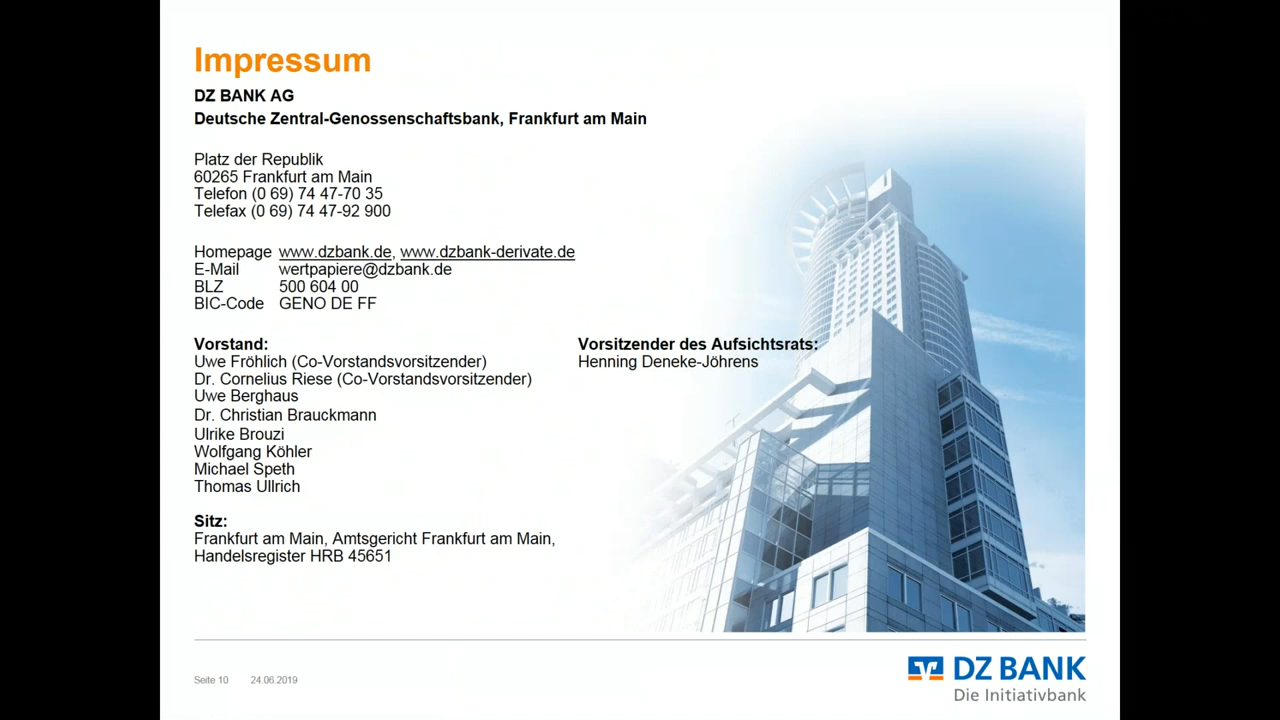 Impressum
DZ BANK AG
Deutsche Zentral-Genossenschaftsbank, Frankfurt am Main
Platz der Republik
60265 Frankfurt am Main
Telefon (0 69) 74 47-70 35
Telefax (0 69) 74 47-92 900
Homepage www.dzbank.de, www.dzbank-derivate.de
E-Mail wertpapiere@dzbank.de
BLZ 500 604 00
BIC-Code GENO DE FF
Vorstand:
Uwe Fröhlich (Co-Vorstandsvorsitzender)
Dr. Cornelius Riese (Co-Vorstandsvorsitzender)
Uwe Berghaus
Dr. Christian Brauckmann
Ulrike Brouzi
Wolfgang Köhler
Michael Speth
Thomas Ullrich
Vorsitzender des Aufsichtsrats:
Henning Deneke-Jöhrens
Sitz:
Frankfurt am Main, Amtsgericht Frankfurt am Main,
Handelsregister HRB 45651
Seite 10 24.06.2019
DZ BANK
Die Initiativbank